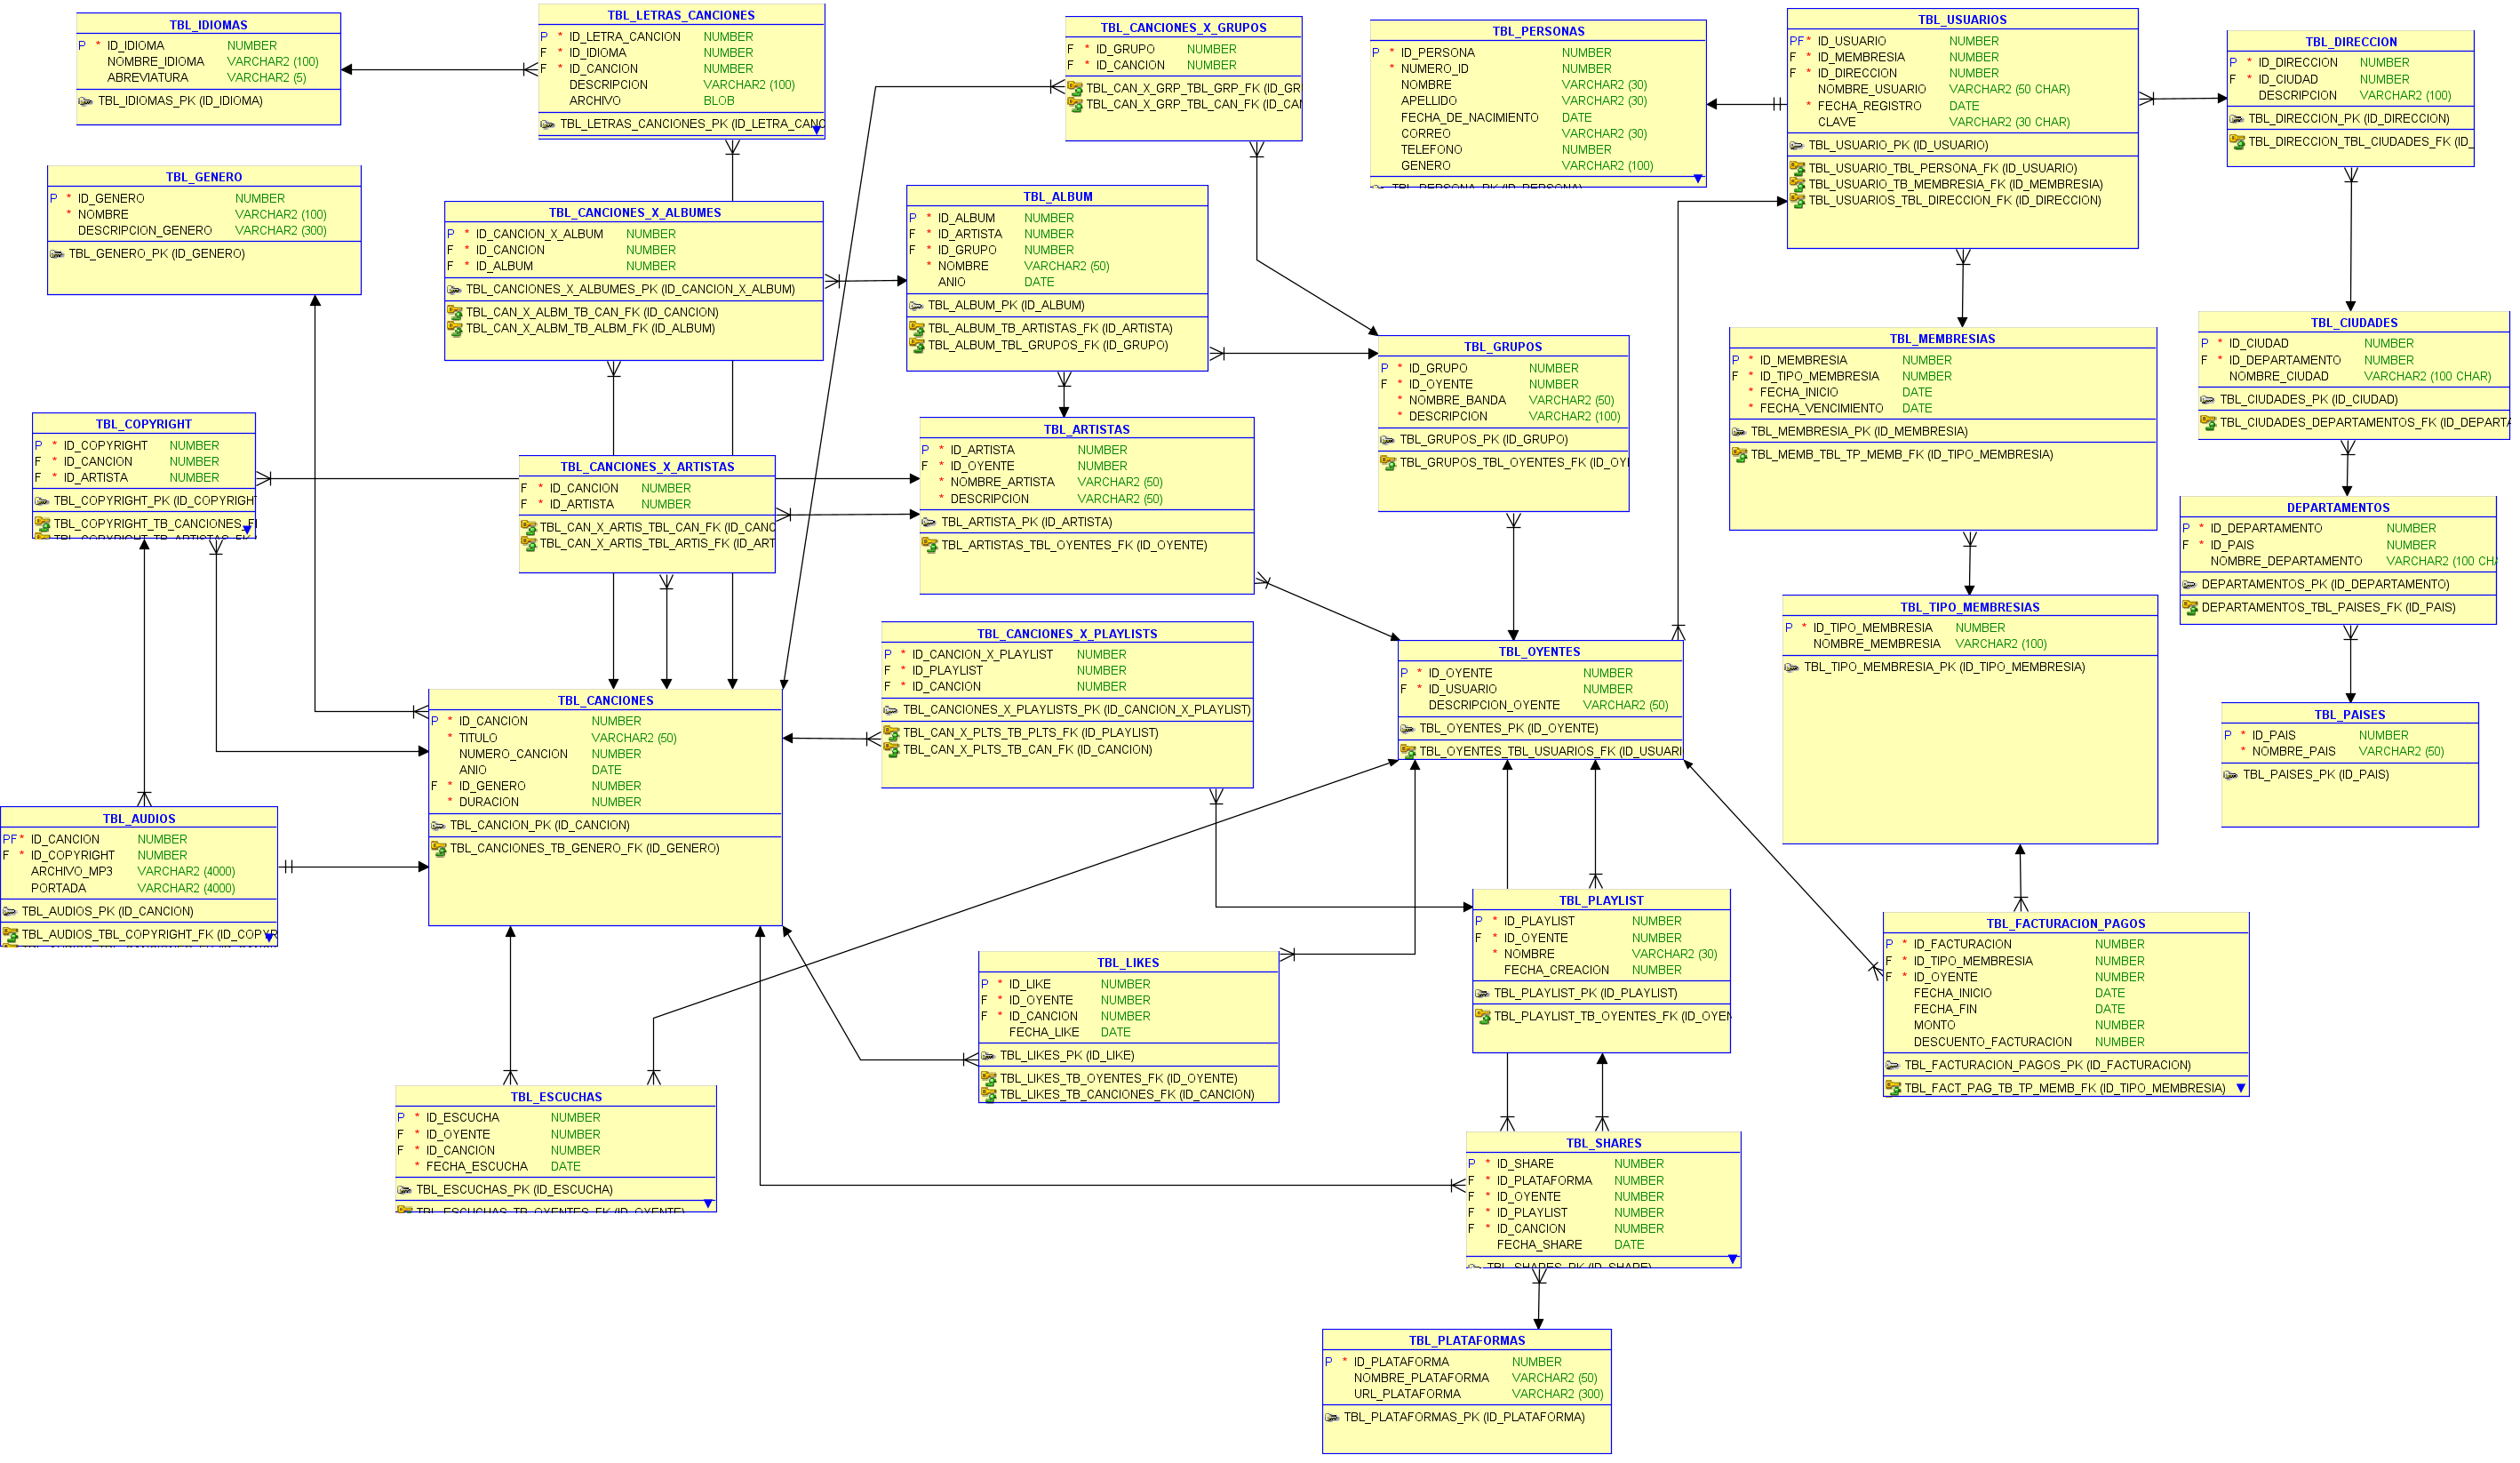 TBL_IDIOMAS
P * ID_IDIOMA NUMBER
NOMBRE_IDIOMA VARCHAR2 (100)
ABREVIATURA VARCHAR2 (5)
TBL_IDIOMAS_PK (ID_IDIOMA)
TBL_LETRAS_CANCIONES
P * ID_LETRA_CANCION NUMBER
F * ID_IDIOMA NUMBER
F * ID_CANCION NUMBER
DESCRIPCION VARCHAR2 (100)
ARCHIVO BLOB
TBL_LETRAS_CANCIONES_PK (ID_LETRA_CANC
TBL_CANCIONES_X_GRUPOS
F * ID_GRUPO NUMBER
F * ID_CANCION NUMBER
TBL_CAN_X_GRP_TBL_GRP_FK (ID_GR
TBL_CAN_X_GRP_TBL_CAN_FK (ID_CAN
TBL_PERSONAS
P * ID_PERSONA NUMBER
* NUMERO_ID NUMBER
NOMBRE VARCHAR2 (30)
APELLIDO VARCHAR2 (30)
FECHA_DE_NACIMIENTO DATE
CORREO VARCHAR2 (30)
TELEFONO NUMBER
GENERO VARCHAR2 (100)
TBL_PERSONA_PK (ID_PERSONA)
TBL_USUARIOS
PF* ID_USUARIO NUMBER
F * ID_MEMBRESIA NUMBER
F * ID_DIRECCION NUMBER
NOMBRE_USUARIO VARCHAR2 (50 CHAR)
* FECHA_REGISTRO DATE
CLAVE VARCHAR2 (30 CHAR)
TBL_USUARIO_PK (ID_USUARIO)
TBL_USUARIO_TBL_PERSONA_FK (ID_USUARIO)
TBL_USUARIO_TB_MEMBRESIA_FK (ID_MEMBRESIA)
TBL_USUARIOS_TBL_DIRECCION_FK (ID_DIRECCION)
TBL_DIRECCION
P * ID_DIRECCION NUMBER
F * ID_CIUDAD NUMBER
DESCRIPCION VARCHAR2 (100)
TBL_DIRECCION_PK (ID_DIRECCION)
TBL_DIRECCION_TBL_CIUDADES_FK (ID_
TBL_GENERO
P * ID_GENERO NUMBER
* NOMBRE VARCHAR2 (100)
DESCRIPCION_GENERO VARCHAR2 (300)
TBL_GENERO_PK (ID_GENERO)
TBL_CANCIONES_X_ALBUMES
P * ID_CANCION_X_ALBUM NUMBER
F * ID_CANCION NUMBER
F * ID_ALBUM NUMBER
TBL_CANCIONES_X_ALBUMES_PK (ID_CANCION_X_ALBUM)
TBL_CAN_X_ALBM_TB_CAN_FK (ID_CANCION)
TBL_CAN_X_ALBM_TB_ALBM_FK (ID_ALBUM)
TBL_ALBUM
P * ID_ALBUM NUMBER
F * ID_ARTISTA NUMBER
F * ID_GRUPO NUMBER
* NOMBRE VARCHAR2 (50)
ANIO DATE
TBL_ALBUM_PK (ID_ALBUM)
TBL_ALBUM_TB_ARTISTAS_FK (ID_ARTISTA)
TBL_ALBUM_TBL_GRUPOS_FK (ID_GRUPO)
TBL_GRUPOS
P * ID_GRUPO NUMBER
F * ID_OYENTE NUMBER
* NOMBRE_BANDA VARCHAR2 (50)
* DESCRIPCION VARCHAR2 (100)
TBL_GRUPOS_PK (ID_GRUPO)
TBL_GRUPOS_TBL_OYENTES_FK (ID_OYI
TBL_MEMBRESIAS
P * ID_MEMBRESIA NUMBER
F * ID_TIPO_MEMBRESIA NUMBER
* FECHA_INICIO DATE
* FECHA_VENCIMIENTO DATE
TBL_MEMBRESIA_PK (ID_MEMBRESIA)
TBL_MEMB_TBL_TP_MEMB_FK (ID_TIPO_MEMBRESIA)
TBL_CIUDADES
P * ID_CIUDAD NUMBER
F * ID_DEPARTAMENTO NUMBER
NOMBRE_CIUDAD VARCHAR2 (100 CHAR)
TBL_CIUDADES_PK (ID_CIUDAD)
TBL_CIUDADES_DEPARTAMENTOS_FK (ID_DEPARTA
TBL_COPYRIGHT
P * ID_COPYRIGHT NUMBER
F * ID_CANCION NUMBER
F * ID_ARTISTA NUMBER
TBL_COPYRIGHT_PK (ID_COPYRIGHT
TBL_COPYRIGHT_TB_CANCIONES_F
TBL_COPYRIGHT_TB_ARTISTAS_FK
TBL_CANCIONES_X_ARTISTAS
F * ID_CANCION NUMBER
F * ID_ARTISTA NUMBER
TBL_CAN_X_ARTIS_TBL_CAN_FK (ID_CANC
TBL_CAN_X_ARTIS_TBL_ARTIS_FK (ID_ART
TBL_ARTISTAS
P * ID_ARTISTA NUMBER
F * ID_OYENTE NUMBER
* NOMBRE_ARTISTA VARCHAR2 (50)
* DESCRIPCION VARCHAR2 (50)
TBL_ARTISTA_PK (ID_ARTISTA)
TBL_ARTISTAS_TBL_OYENTES_FK (ID_OYENTE)
DEPARTAMENTOS
P * ID_DEPARTAMENTO NUMBER
F * ID_PAIS NUMBER
NOMBRE_DEPARTAMENTO VARCHAR2 (100 CHA
DEPARTAMENTOS_PK (ID_DEPARTAMENTO)
DEPARTAMENTOS_TBL_PAISES_FK (ID_PAIS)
TBL_TIPO_MEMBRESIAS
P * ID_TIPO_MEMBRESIA NUMBER
NOMBRE_MEMBRESIA VARCHAR2 (100)
TBL_TIPO_MEMBRESIA_PK (ID_TIPO_MEMBRESIA)
TBL_CANCIONES_X_PLAYLISTS
P * ID_CANCION_X_PLAYLIST NUMBER
F * ID_PLAYLIST NUMBER
F * ID_CANCION NUMBER
TBL_CANCIONES_X_PLAYLISTS_PK (ID_CANCION_X_PLAYLIST)
TBL_CAN_X_PLTS_TB_PLTS_FK (ID_PLAYLIST)
TBL_CAN_X_PLTS_TB_CAN_FK (ID_CANCION)
TBL_OYENTES
P * ID_OYENTE NUMBER
F * ID_USUARIO NUMBER
DESCRIPCION_OYENTE VARCHAR2 (50)
TBL_OYENTES_PK (ID_OYENTE)
TBL_OYENTES_TBL_USUARIOS_FK (ID_USUARI
TBL_CANCIONES
P * ID_CANCION NUMBER
* TITULO VARCHAR2 (50)
NUMERO_CANCION NUMBER
ANIO DATE
F * ID_GENERO NUMBER
* DURACION NUMBER
TBL_CANCION_PK (ID_CANCION)
TBL_CANCIONES_TB_GENERO_FK (ID_GENERO)
TBL_PAISES
P * ID_PAIS NUMBER
* NOMBRE_PAIS VARCHAR2 (50)
TBL_PAISES_PK (ID_PAIS)
TBL_AUDIOS
PF* ID_CANCION NUMBER
F * ID_COPYRIGHT NUMBER
ARCHIVO_MP3 VARCHAR2 (4000)
PORTADA VARCHAR2 (4000)
TBL_AUDIOS_PK (ID_CANCION)
TBL_AUDIOS_TBL_COPYRIGHT_FK (ID_COPYR
TBL_PLAYLIST
P * ID_PLAYLIST NUMBER
F * ID_OYENTE NUMBER
* NOMBRE VARCHAR2 (30)
FECHA_CREACION NUMBER
TBL_PLAYLIST_PK (ID_PLAYLIST)
TBL_PLAYLIST_TB_OYENTES_FK (ID_OYEN
TBL_FACTURACION_PAGOS
P * ID_FACTURACION NUMBER
F * ID_TIPO_MEMBRESIA NUMBER
F * ID_OYENTE NUMBER
FECHA_INICIO DATE
FECHA_FIN DATE
MONTO NUMBER
DESCUENTO_FACTURACION NUMBER
TBL_FACTURACION_PAGOS_PK (ID_FACTURACION)
TBL_FACT_PAG_TB_TP_MEMB_FK (ID_TIPO_MEMBRESIA)
TBL_LIKES
P * ID_LIKE NUMBER
F * ID_OYENTE NUMBER
F * ID_CANCION NUMBER
FECHA_LIKE DATE
TBL_LIKES_PK (ID_LIKE)
TBL_LIKES_TB_OYENTES_FK (ID_OYENTE)
TBL_LIKES_TB_CANCIONES_FK (ID_CANCION)
TBL_ESCUCHAS
P * ID_ESCUCHA NUMBER
F * ID_OYENTE NUMBER
F * ID_CANCION NUMBER
* FECHA_ESCUCHA DATE
TBL_ESCUCHAS_PK (ID_ESCUCHA)
TBL_ESCUCHAS_TB_OYENTES_FK (ID_OYENTE)
TBL_SHARES
P * ID_SHARE NUMBER
F * ID_PLATAFORMA NUMBER
F * ID_OYENTE NUMBER
F * ID_PLAYLIST NUMBER
F * ID_CANCION NUMBER
FECHA_SHARE DATE
TBL_SHARES_PK (ID_SHARE)
TBL_PLATAFORMAS
P * ID_PLATAFORMA NUMBER
NOMBRE_PLATAFORMA VARCHAR2 (50)
URL_PLATAFORMA VARCHAR2 (300)
TBL_PLATAFORMAS_PK (ID_PLATAFORMA)